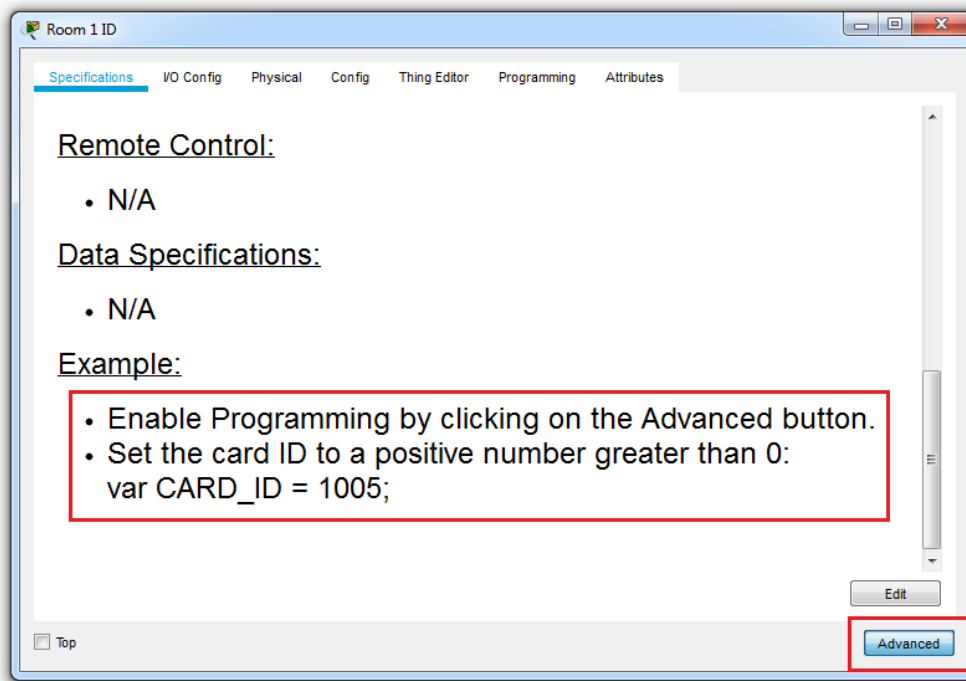 Room 1 ID
Specifications I/O Config Physical Config Thing Editor Programming Attributes
Remote Control:
• N/A
Data Specifications:
• N/A
Example:
• Enable Programming by clicking on the Advanced button.
• Set the card ID to a positive number greater than 0:
var CARD_ID = 1005;
Edit
Top
Advanced